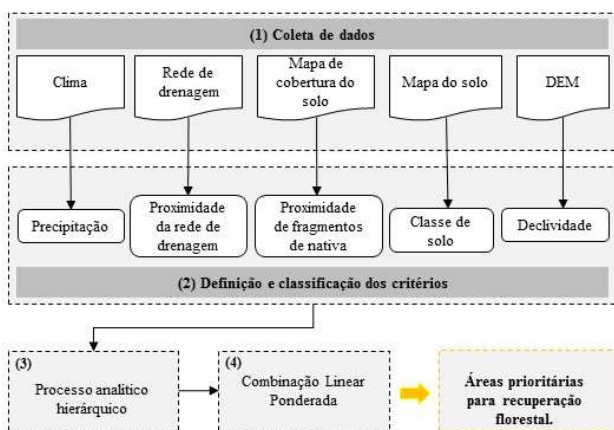 (1) Coleta de dados
Clima
Rede de
drenagem
Mapa de
cobertura do
solo
Mapa do solo
DEM
Precipitação
Proximidade
da rede de
drenagem
Proximidade
de fragmentos
de nativa
Classe de
solo
Declividade
(2) Definição e classificação dos critérios
(3)
Processo analítico
hierárquico
(4)
Combinação Linear
Ponderada
Áreas prioritárias
para recuperação
florestal.